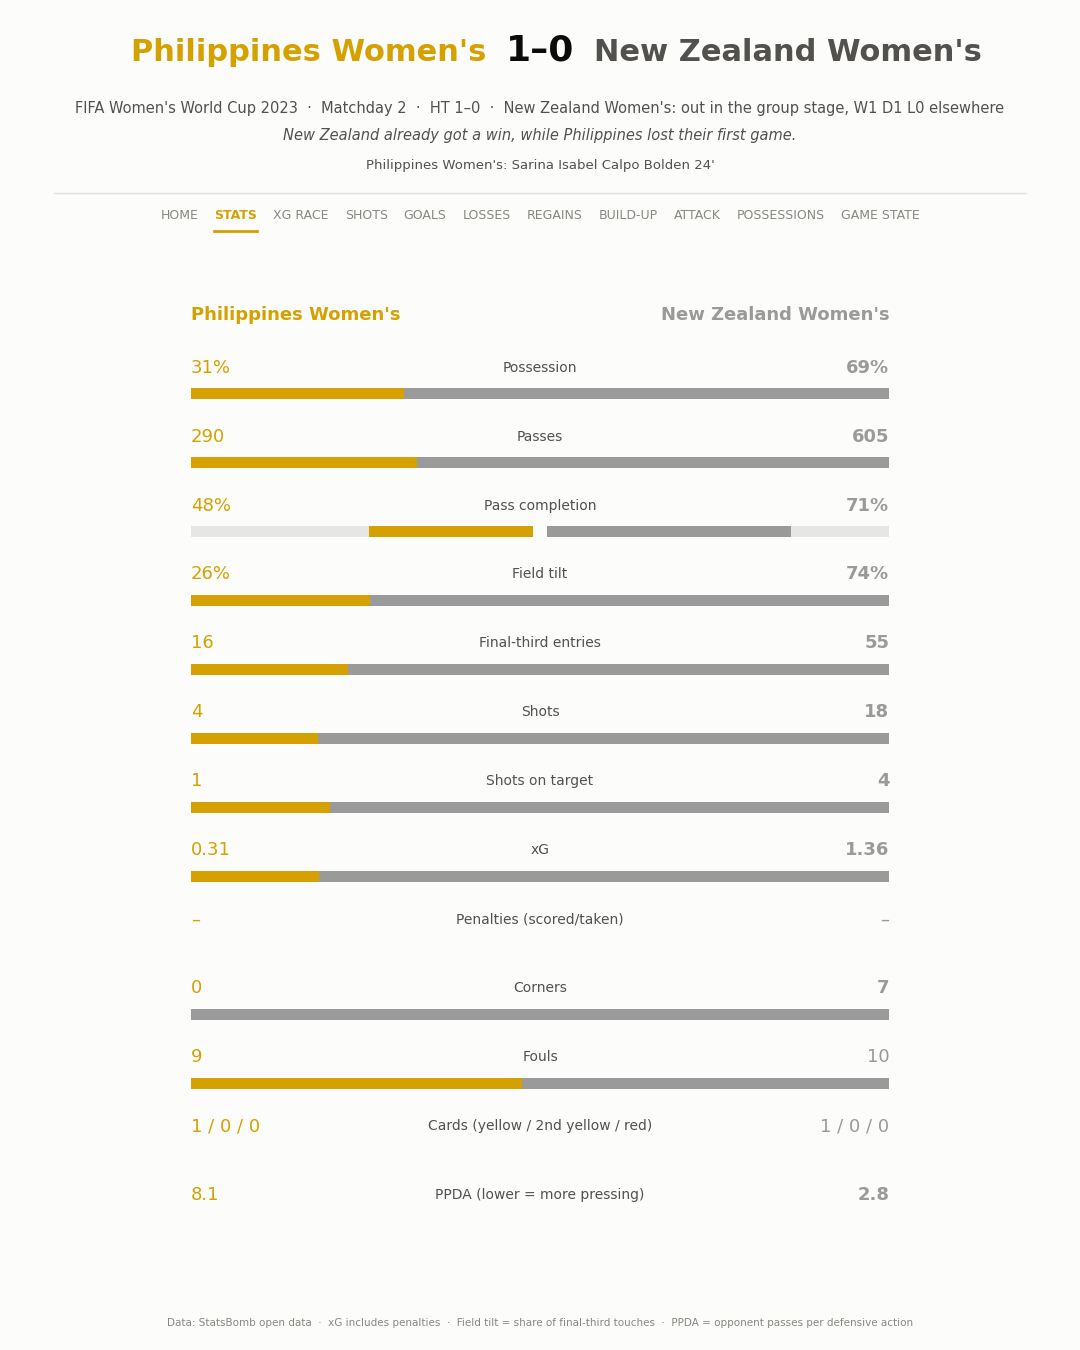 Philippines Women's 1–0 New Zealand Women's
FIFA Women's World Cup 2023 · Matchday 2 · HT 1–0 · New Zealand Women's: out in the group stage, W1 D1 L0 elsewhere
New Zealand already got a win, while Philippines lost their first game.
Philippines Women's: Sarina Isabel Calpo Bolden 24'
HOME STATS XG RACE SHOTS GOALS LOSSES REGAINS BUILD-UP ATTACK POSSESSIONS GAME STATE
Philippines Women's New Zealand Women's
31% Possession 69%
290 Passes 605
48% Pass completion 71%
26% Field tilt 74%
16 Final-third entries 55
4 Shots 18
1 Shots on target 4
0.31 xG 1.36
– Penalties (scored/taken) –
0 Corners 7
9 Fouls 10
1 / 0 / 0 Cards (yellow / 2nd yellow / red) 1 / 0 / 0
8.1 PPDA (lower = more pressing) 2.8
Data: StatsBomb open data · xG includes penalties · Field tilt = share of final-third touches · PPDA = opponent passes per defensive action